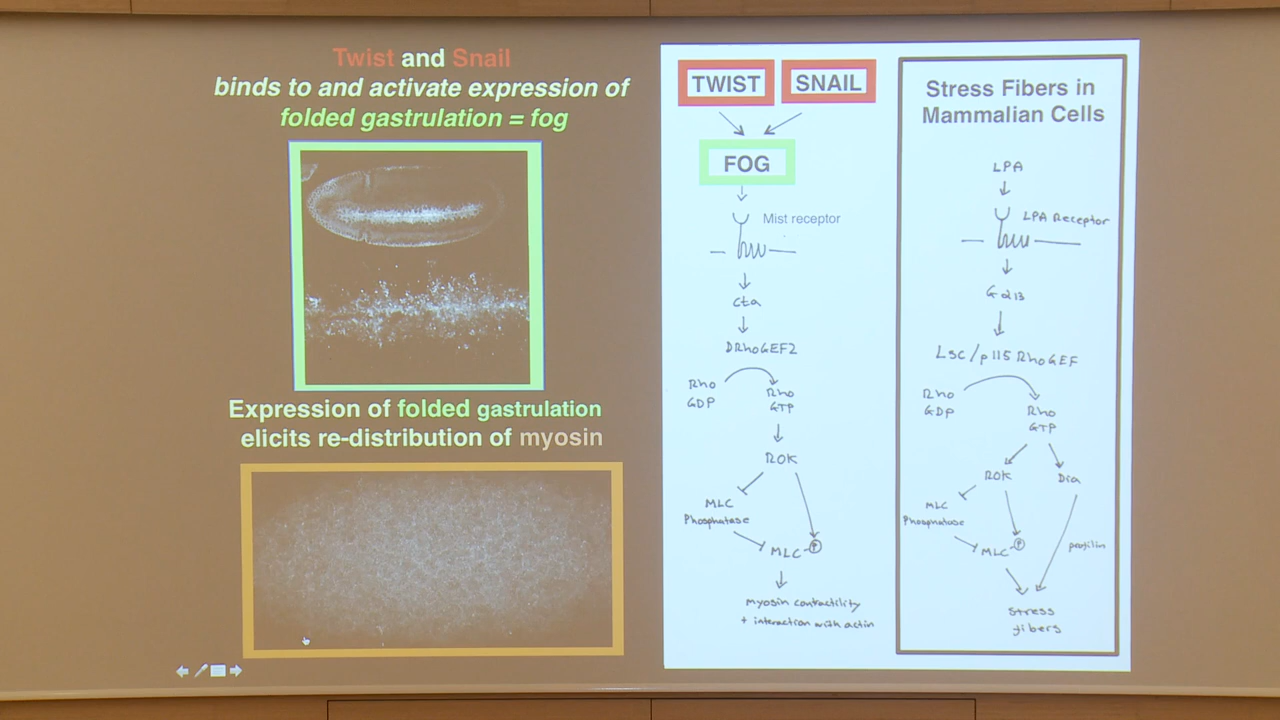 Twist and Snail
binds to and activate expression of
folded gastrulation = fog
Expression of folded gastrulation
elicits re-distribution of myosin
TWIST
SNAIL
FOG
Mist receptor
cta
DRhoGEF2
Rho
GDP
Rho
GTP
ROK
MLC
Phosphatase
MLC-P
myosin contractility
+ interaction with actin
Stress Fibers in
Mammalian Cells
LPA
LPA Receptor
Gα13
Lsc/p115 RhoGEF
Rho
GDP
Rho
GTP
ROK
Dia
MLC
Phosphatase
MLC-P
profilin
Stress
fibers